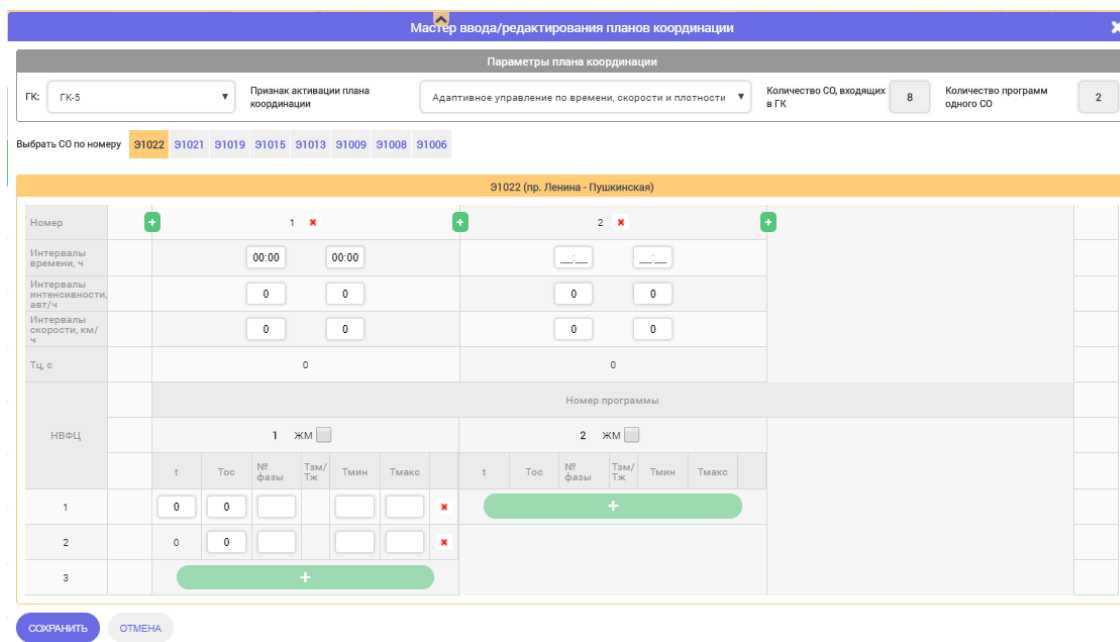 Мастер ввода/редактирования планов координации
Параметры плана координации
ГК: ГК-5 Признак активации плана координации Адаптивное управление по времени, скорости и плотности Количество СО, входящих в ГК 8 Количество программ одного СО 2
Выбрать СО по номеру Э1022 Э1021 Э1019 Э1015 Э1013 Э1009 Э1008 Э1006
Э1022 (пр. Ленина - Пушкинская)
Номер + 1 + 2 +
Интервалы времени, ч 00:00 00:00 __:__ __:__
Интервалы интенсивности, авт/ч 0 0 0 0
Интервалы скорости, км/ч 0 0 0 0
Тц, с 0 0
Номер программы
НВФЦ 1 ЖМ 2 ЖМ
t Тос № фазы Тзм/Тж Тмин Тмакс t Тос № фазы Тзм/Тж Тмин Тмакс
1 0 0 +
2 0 0
3 +
СОХРАНИТЬ ОТМЕНА